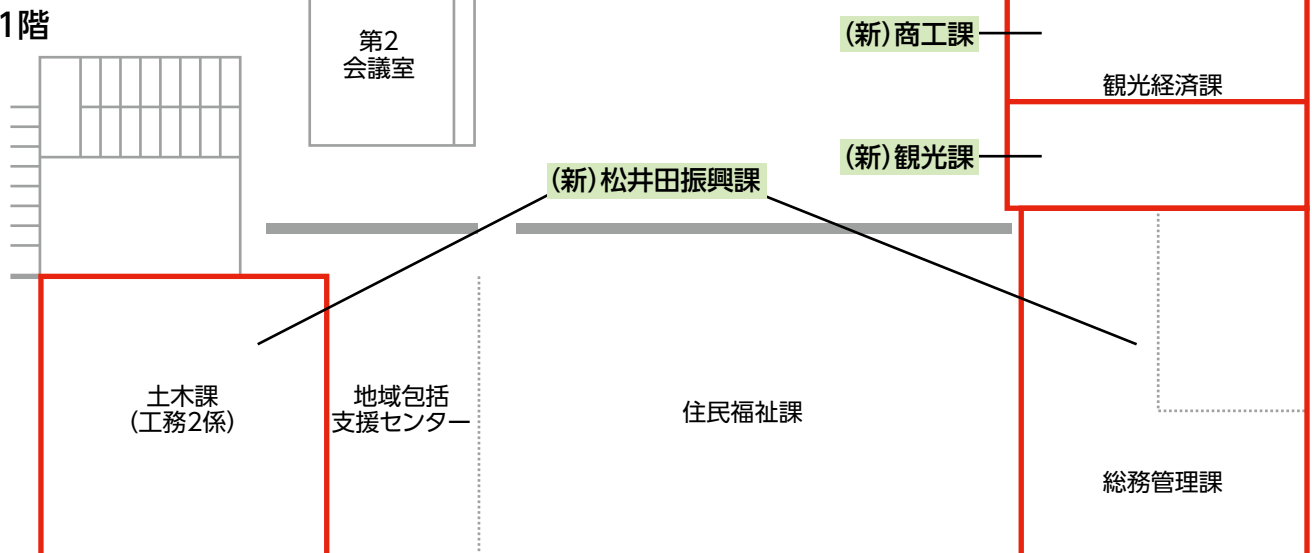 1階
第2
会議室
(新)商工課
観光経済課
(新)観光課
(新)松井田振興課
土木課
(工務2係)
地域包括
支援センター
住民福祉課
総務管理課